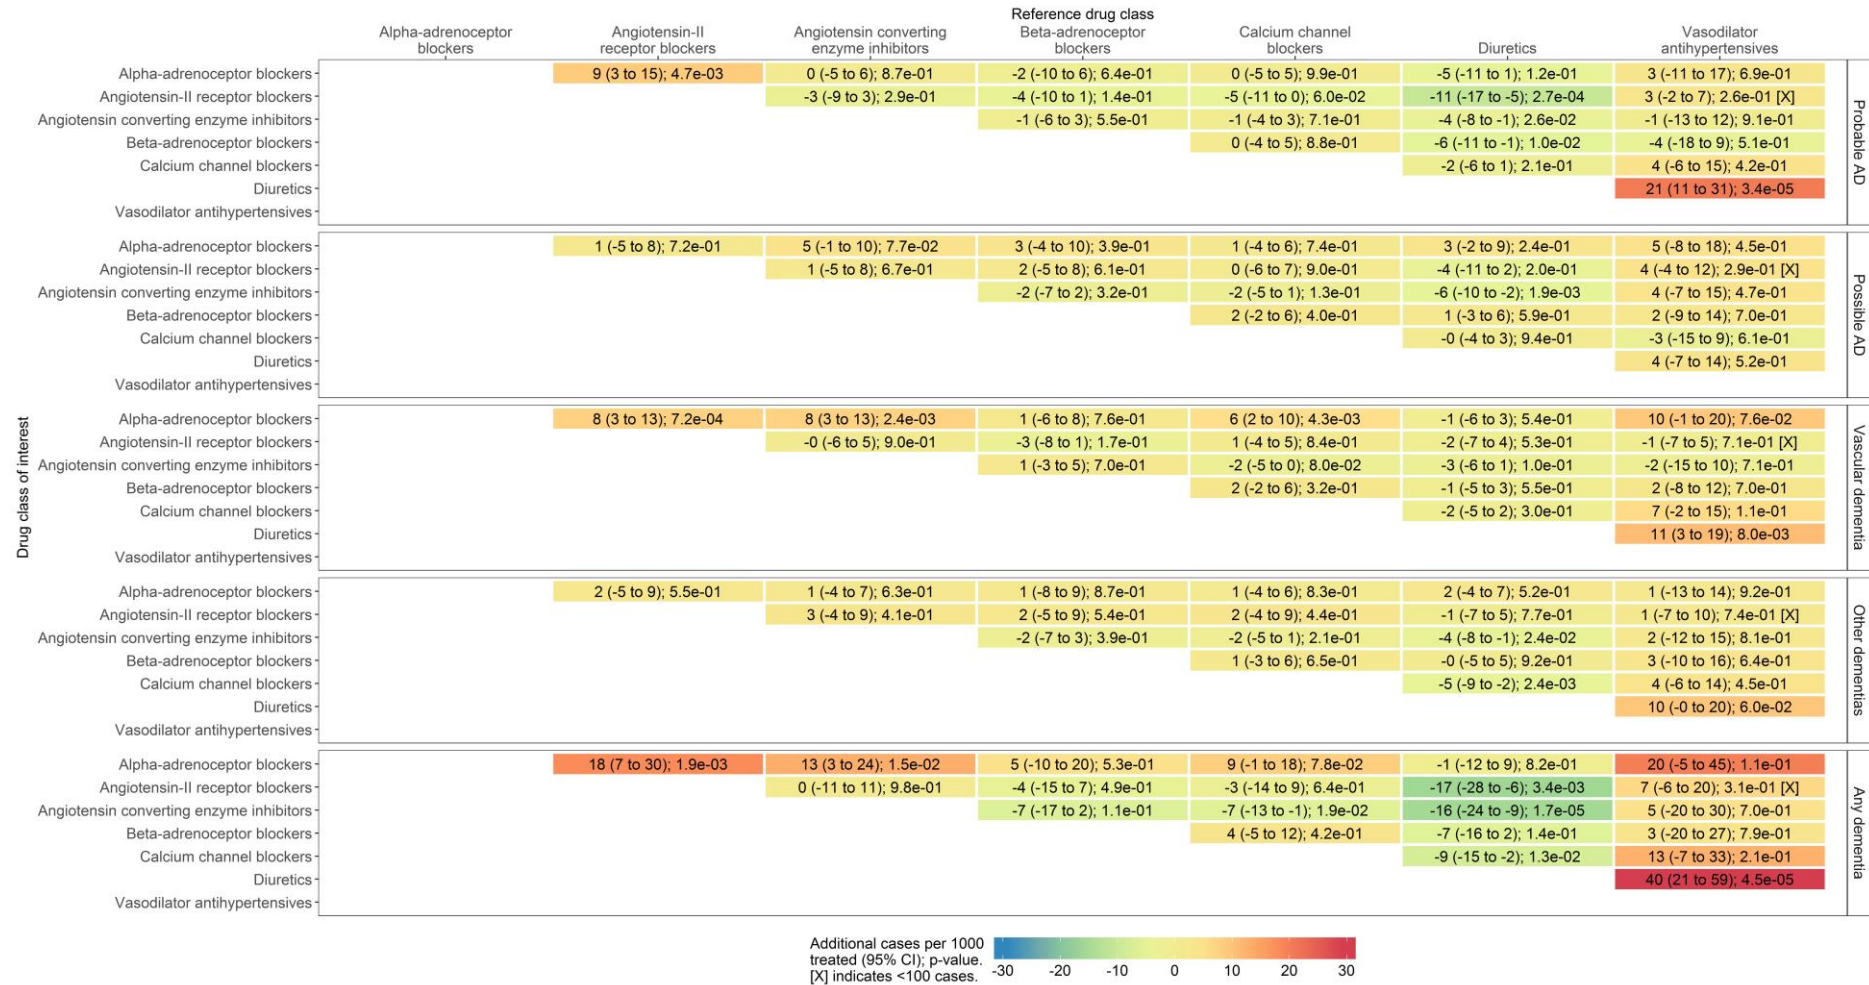 Reference drug class
Alpha-adrenoceptor blockers
Angiotensin-II receptor blockers
Angiotensin converting enzyme inhibitors
Beta-adrenoceptor blockers
Calcium channel blockers
Diuretics
Vasodilator antihypertensives
Drug class of interest
Probable AD
Alpha-adrenoceptor blockers 9 (3 to 15); 4.7e-03 0 (-5 to 6); 8.7e-01 -2 (-10 to 6); 6.4e-01 0 (-5 to 5); 9.9e-01 -5 (-11 to 1); 1.2e-01 3 (-11 to 17); 6.9e-01
Angiotensin-II receptor blockers -3 (-9 to 3); 2.9e-01 -4 (-10 to 1); 1.4e-01 -5 (-11 to 0); 6.0e-02 -11 (-17 to -5); 2.7e-04 3 (-2 to 7); 2.6e-01 [X]
Angiotensin converting enzyme inhibitors -1 (-6 to 3); 5.5e-01 -1 (-4 to 3); 7.1e-01 -4 (-8 to -1); 2.6e-02 -1 (-13 to 12); 9.1e-01
Beta-adrenoceptor blockers 0 (-4 to 5); 8.8e-01 -6 (-11 to -1); 1.0e-02 -4 (-18 to 9); 5.1e-01
Calcium channel blockers -2 (-6 to 1); 2.1e-01 4 (-6 to 15); 4.2e-01
Diuretics 21 (11 to 31); 3.4e-05
Vasodilator antihypertensives
Possible AD
Alpha-adrenoceptor blockers 1 (-5 to 8); 7.2e-01 5 (-1 to 10); 7.7e-02 3 (-4 to 10); 3.9e-01 1 (-4 to 6); 7.4e-01 3 (-2 to 9); 2.4e-01 5 (-8 to 18); 4.5e-01
Angiotensin-II receptor blockers 1 (-5 to 8); 6.7e-01 2 (-5 to 8); 6.1e-01 0 (-6 to 7); 9.0e-01 -4 (-11 to 2); 2.0e-01 4 (-4 to 12); 2.9e-01 [X]
Angiotensin converting enzyme inhibitors -2 (-7 to 2); 3.2e-01 -2 (-5 to 1); 1.3e-01 -6 (-10 to -2); 1.9e-03 4 (-7 to 15); 4.7e-01
Beta-adrenoceptor blockers 2 (-2 to 6); 4.0e-01 1 (-3 to 6); 5.9e-01 2 (-9 to 14); 7.0e-01
Calcium channel blockers -0 (-4 to 3); 9.4e-01 -3 (-15 to 9); 6.1e-01
Diuretics 4 (-7 to 14); 5.2e-01
Vasodilator antihypertensives
Vascular dementia
Alpha-adrenoceptor blockers 8 (3 to 13); 7.2e-04 8 (3 to 13); 2.4e-03 1 (-6 to 8); 7.6e-01 6 (2 to 10); 4.3e-03 -1 (-6 to 3); 5.4e-01 10 (-1 to 20); 7.6e-02
Angiotensin-II receptor blockers -0 (-6 to 5); 9.0e-01 -3 (-8 to 1); 1.7e-01 1 (-4 to 5); 8.4e-01 -2 (-7 to 4); 5.3e-01 -1 (-7 to 5); 7.1e-01 [X]
Angiotensin converting enzyme inhibitors 1 (-3 to 5); 7.0e-01 -2 (-5 to 0); 8.0e-02 -3 (-6 to 1); 1.0e-01 -2 (-15 to 10); 7.1e-01
Beta-adrenoceptor blockers 2 (-2 to 6); 3.2e-01 -1 (-5 to 3); 5.5e-01 2 (-8 to 12); 7.0e-01
Calcium channel blockers -2 (-5 to 2); 3.0e-01 7 (-2 to 15); 1.1e-01
Diuretics 11 (3 to 19); 8.0e-03
Vasodilator antihypertensives
Other dementias
Alpha-adrenoceptor blockers 2 (-5 to 9); 5.5e-01 1 (-4 to 7); 6.3e-01 1 (-8 to 9); 8.7e-01 1 (-4 to 6); 8.3e-01 2 (-4 to 7); 5.2e-01 1 (-13 to 14); 9.2e-01
Angiotensin-II receptor blockers 3 (-4 to 9); 4.1e-01 2 (-5 to 9); 5.4e-01 2 (-4 to 9); 4.4e-01 -1 (-7 to 5); 7.7e-01 1 (-7 to 10); 7.4e-01 [X]
Angiotensin converting enzyme inhibitors -2 (-7 to 3); 3.9e-01 -2 (-5 to 1); 2.1e-01 -4 (-8 to -1); 2.4e-02 2 (-12 to 15); 8.1e-01
Beta-adrenoceptor blockers 1 (-3 to 6); 6.5e-01 -0 (-5 to 5); 9.2e-01 3 (-10 to 16); 6.4e-01
Calcium channel blockers -5 (-9 to -2); 2.4e-03 4 (-6 to 14); 4.5e-01
Diuretics 10 (-0 to 20); 6.0e-02
Vasodilator antihypertensives
Any dementia
Alpha-adrenoceptor blockers 18 (7 to 30); 1.9e-03 13 (3 to 24); 1.5e-02 5 (-10 to 20); 5.3e-01 9 (-1 to 18); 7.8e-02 -1 (-12 to 9); 8.2e-01 20 (-5 to 45); 1.1e-01
Angiotensin-II receptor blockers 0 (-11 to 11); 9.8e-01 -4 (-15 to 7); 4.9e-01 -3 (-14 to 9); 6.4e-01 -17 (-28 to -6); 3.4e-03 7 (-6 to 20); 3.1e-01 [X]
Angiotensin converting enzyme inhibitors -7 (-17 to 2); 1.1e-01 -7 (-13 to -1); 1.9e-02 -16 (-24 to -9); 1.7e-05 5 (-20 to 30); 7.0e-01
Beta-adrenoceptor blockers 4 (-5 to 12); 4.2e-01 -7 (-16 to 2); 1.4e-01 3 (-20 to 27); 7.9e-01
Calcium channel blockers -9 (-15 to -2); 1.3e-02 13 (-7 to 33); 2.1e-01
Diuretics 40 (21 to 59); 4.5e-05
Vasodilator antihypertensives
Additional cases per 1000
treated (95% CI); p-value.
[X] indicates <100 cases.
-30 -20 -10 0 10 20 30